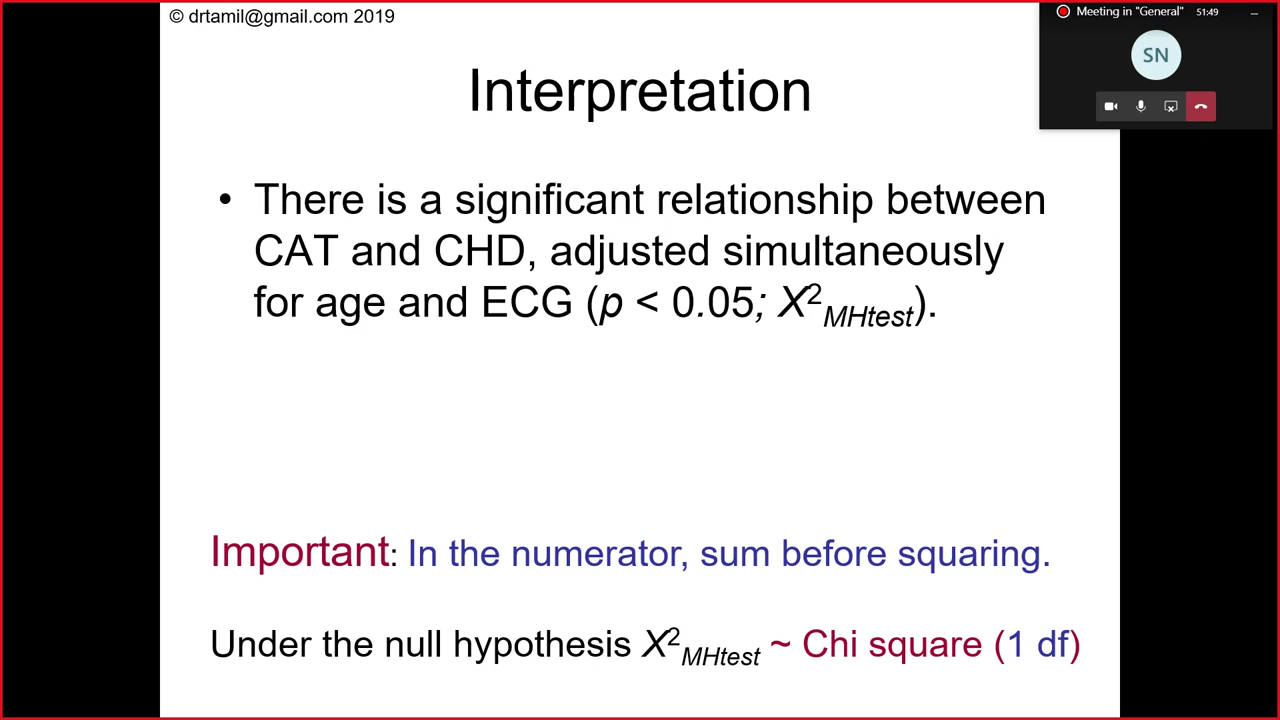 © drtamil@gmail.com 2019
Meeting in "General" 51:49
SN
Interpretation
• There is a significant relationship between
CAT and CHD, adjusted simultaneously
for age and ECG (p < 0.05; X²MHtest).
Important: In the numerator, sum before squaring.
Under the null hypothesis X²MHtest ~ Chi square (1 df)